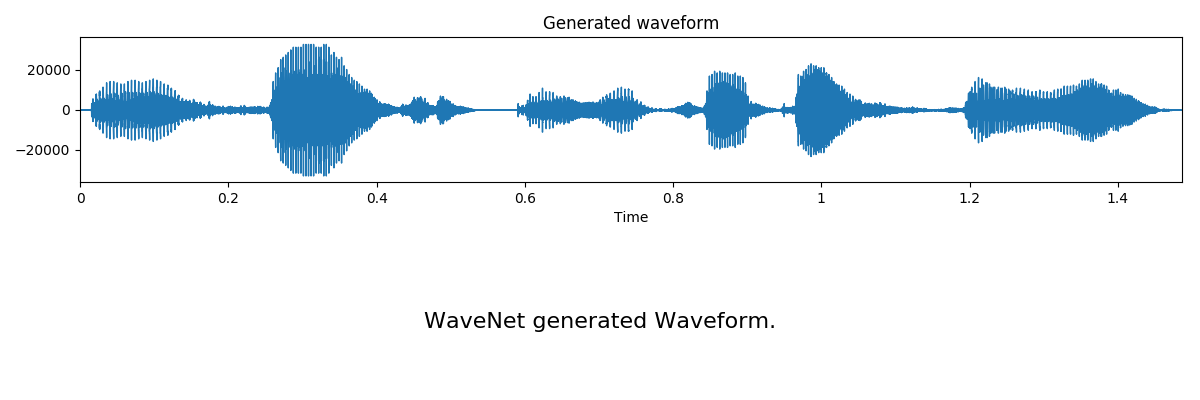 Generated waveform
20000
0
−20000
0 0.2 0.4 0.6 0.8 1 1.2 1.4
Time
WaveNet generated Waveform.